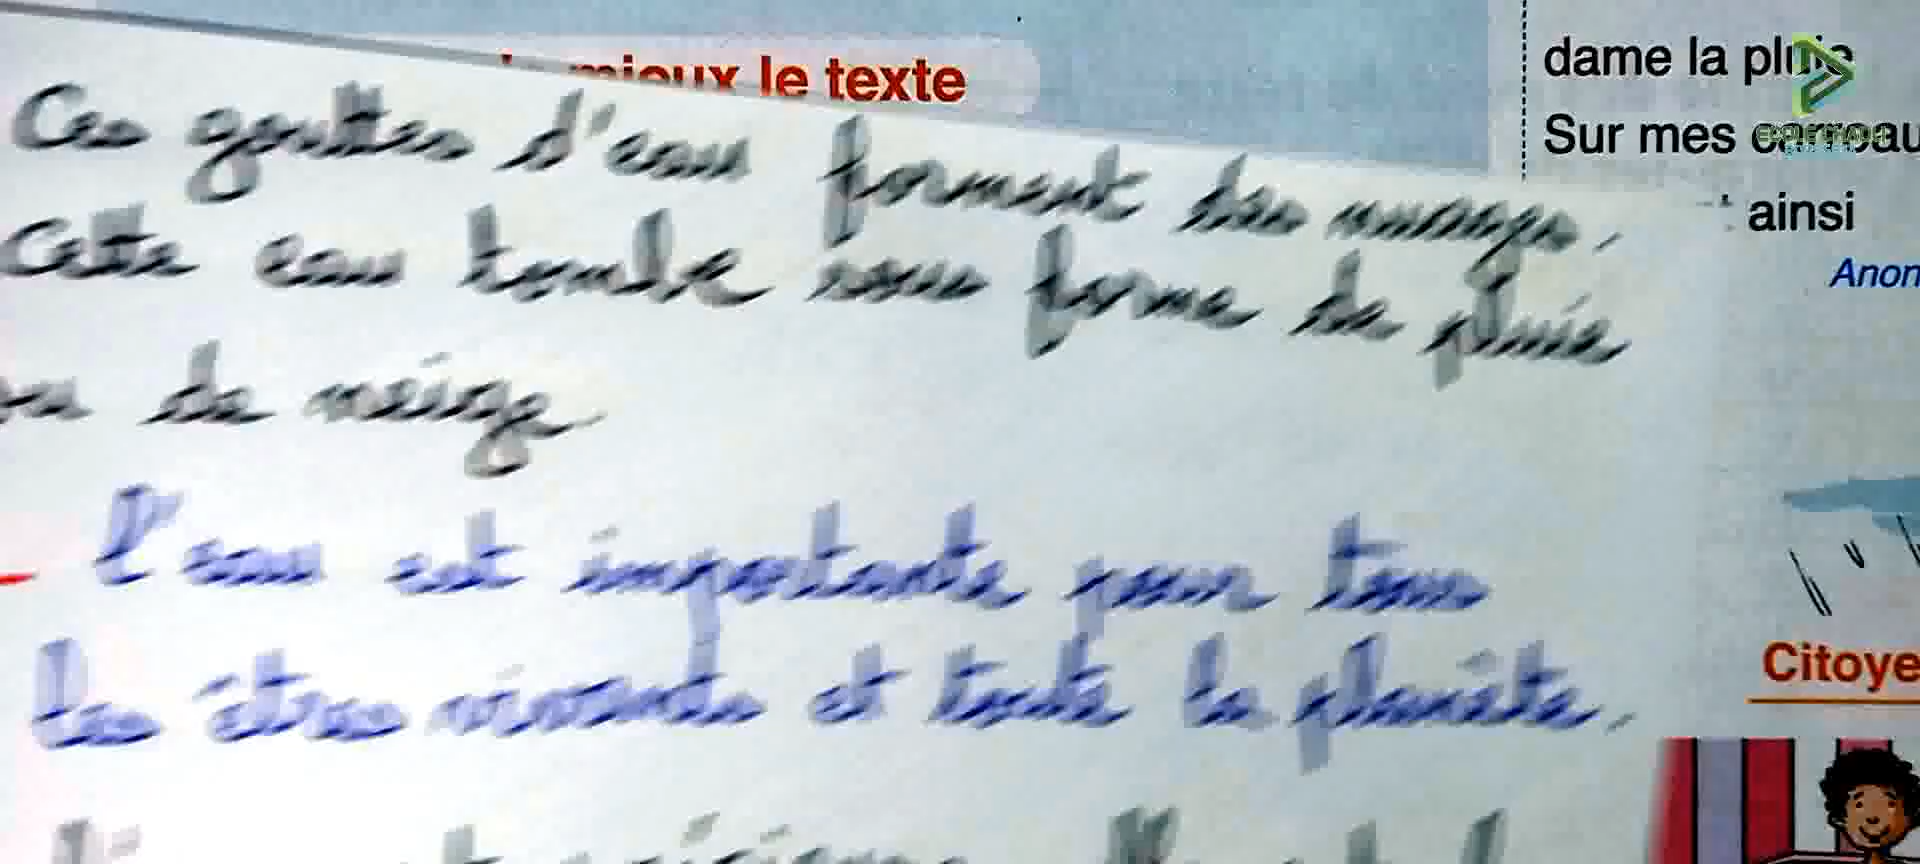 mieux le texte
Ces gouttes d'eau forment des nuages.
Cette eau tombe sous forme de pluie
ou de neige
L'eau est importante pour tous
les êtres vivants et toute la planète.
dame la pluie
Sur mes carreau
ainsi
Anon
Citoye